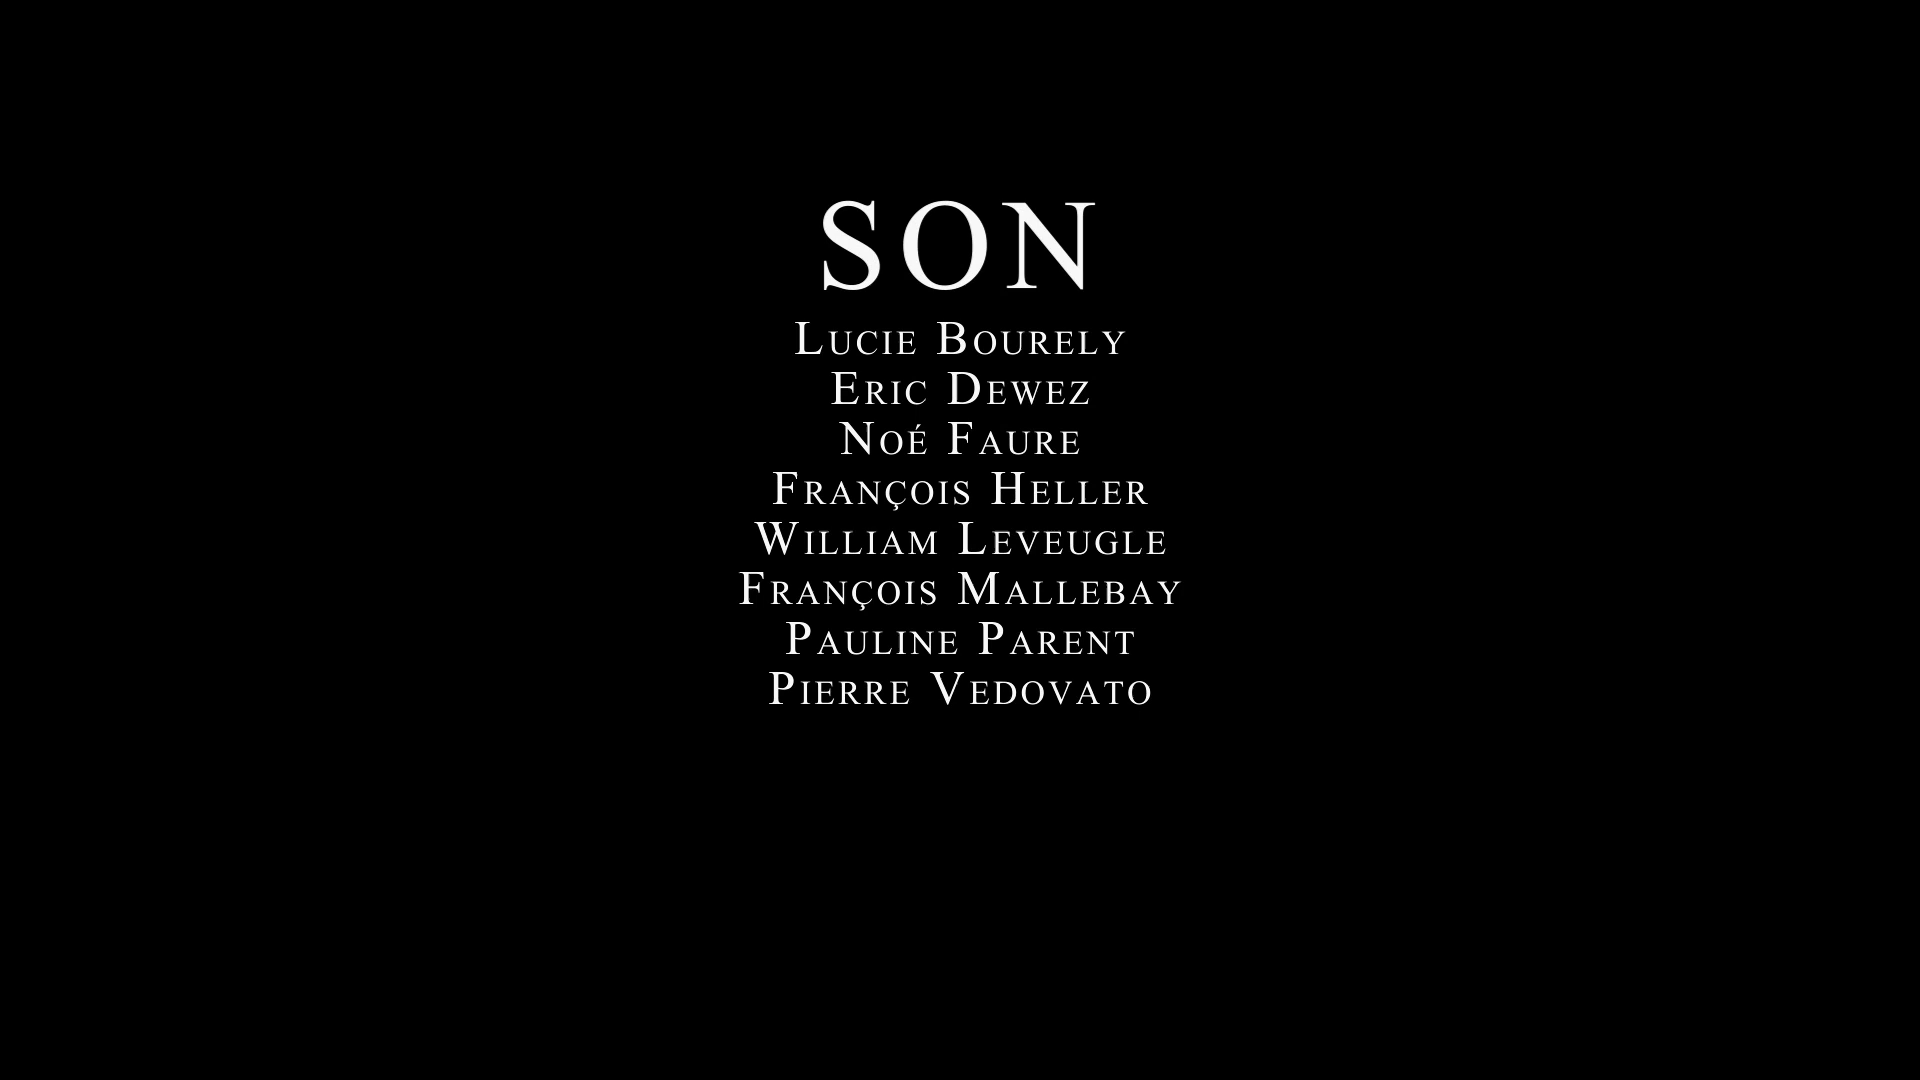 SON
Lucie Bourely
Eric Dewez
Noé Faure
François Heller
William Leveugle
François Mallebay
Pauline Parent
Pierre Vedovato